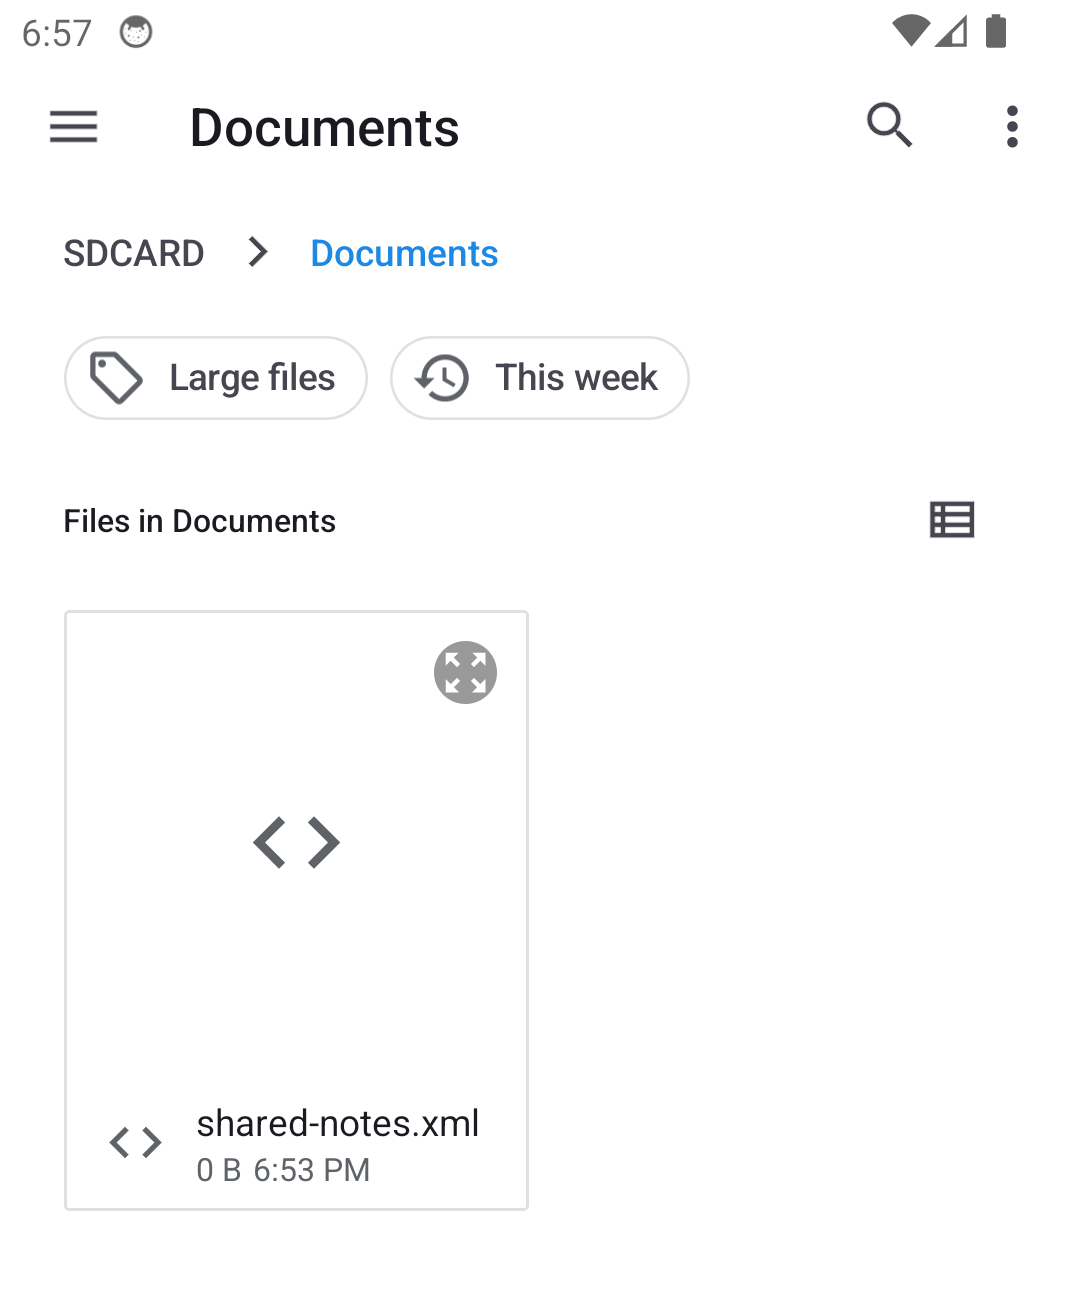 6:57
Documents
SDCARD Documents
Large files This week
Files in Documents
shared-notes.xml
0 B 6:53 PM